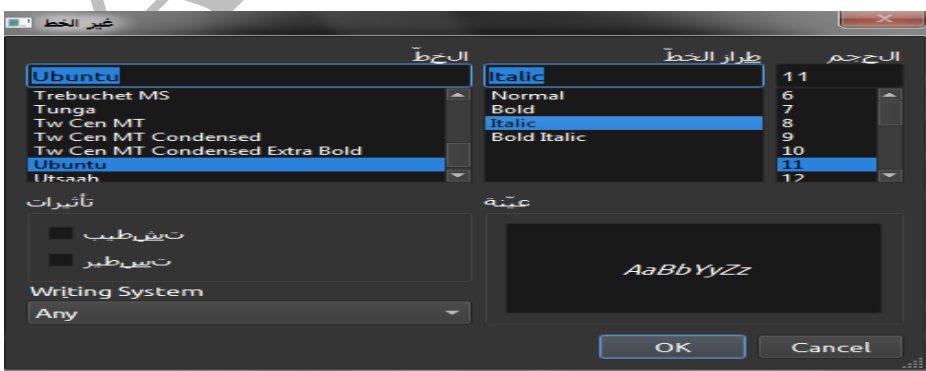 غير الخط
الخطّ
طراز الخطّ
الحجم
Ubuntu
Italic
11
Trebuchet MS
Tunga
Tw Cen MT
Tw Cen MT Condensed
Tw Cen MT Condensed Extra Bold
Ubuntu
Utsaah
Normal
Bold
Italic
Bold Italic
6
7
8
9
10
11
12
تأثيرات
تشطيب
تسطير
Writing System
Any
عيّنة
AaBbYyZz
OK
Cancel